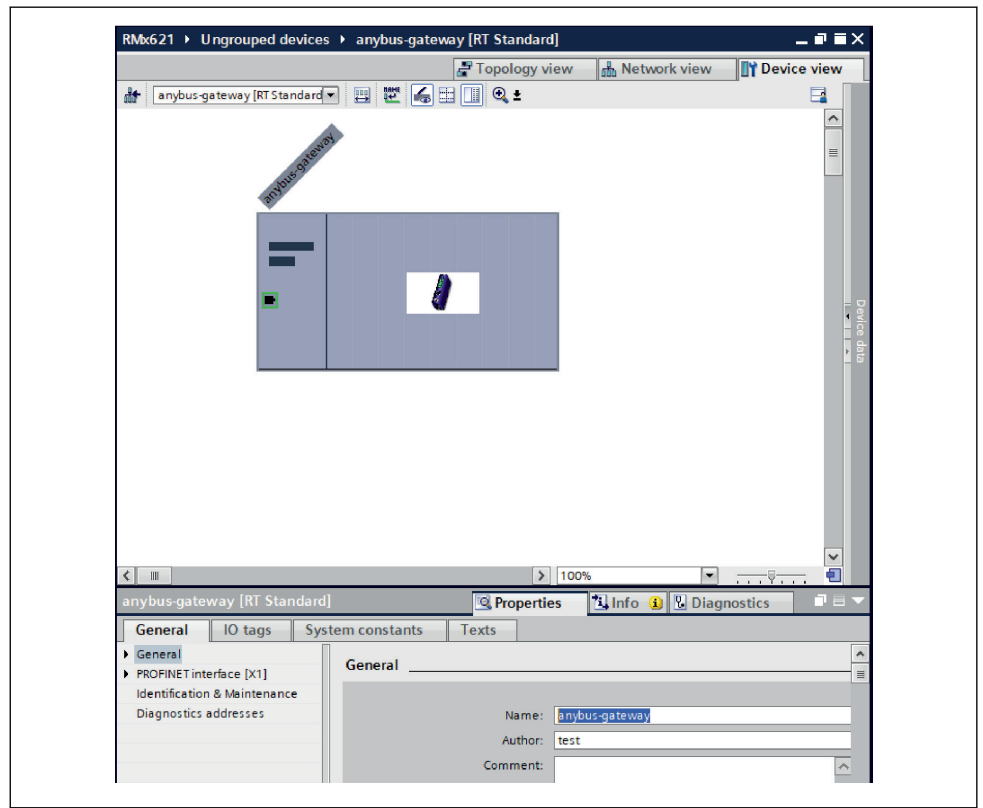 RMx621 ▸ Ungrouped devices ▸ anybus-gateway [RT Standard]
Topology view Network view Device view
anybus-gateway [RT Standard
NAME
anybus-gateway
Device data
100%
anybus-gateway [RT Standard] Properties Info Diagnostics
General IO tags System constants Texts
General
PROFINET interface [X1]
Identification & Maintenance
Diagnostics addresses
General
Name: anybus-gateway
Author: test
Comment: